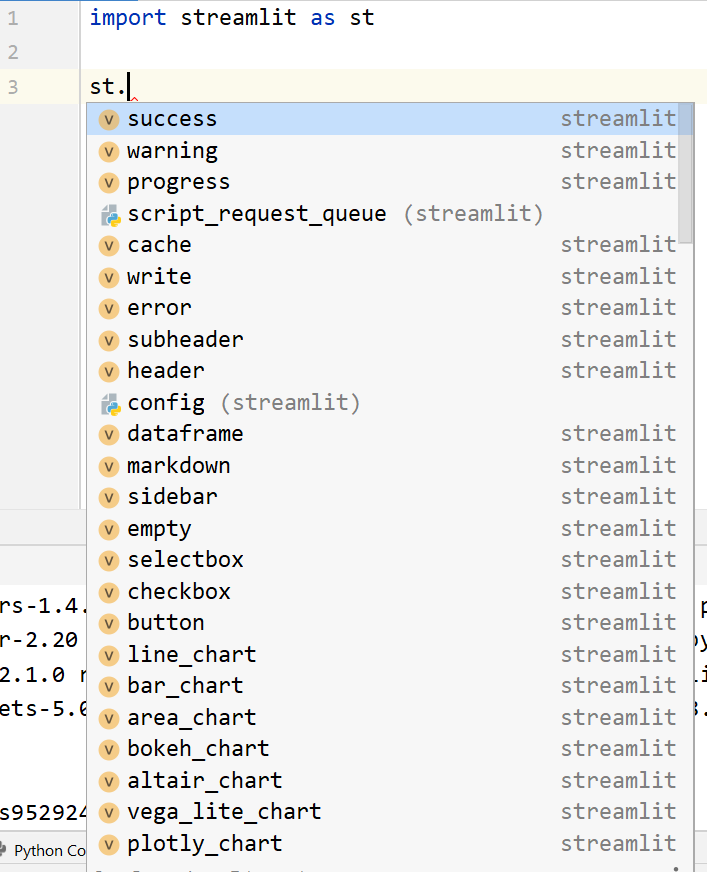 1 import streamlit as st
2
3 st.
v success streamlit
v warning streamlit
v progress streamlit
script_request_queue (streamlit)
v cache streamlit
v write streamlit
v error streamlit
v subheader streamlit
v header streamlit
config (streamlit)
v dataframe streamlit
v markdown streamlit
v sidebar streamlit
v empty streamlit
v selectbox streamlit
rs-1.4. v checkbox streamlit p
v button streamlit
r-2.20
v line_chart streamlit
2.1.0 r v bar_chart streamlit
ets-5.0 v area_chart streamlit
v bokeh_chart streamlit
v altair_chart streamlit
s952924 v vega_lite_chart streamlit
Python Co v plotly_chart streamlit